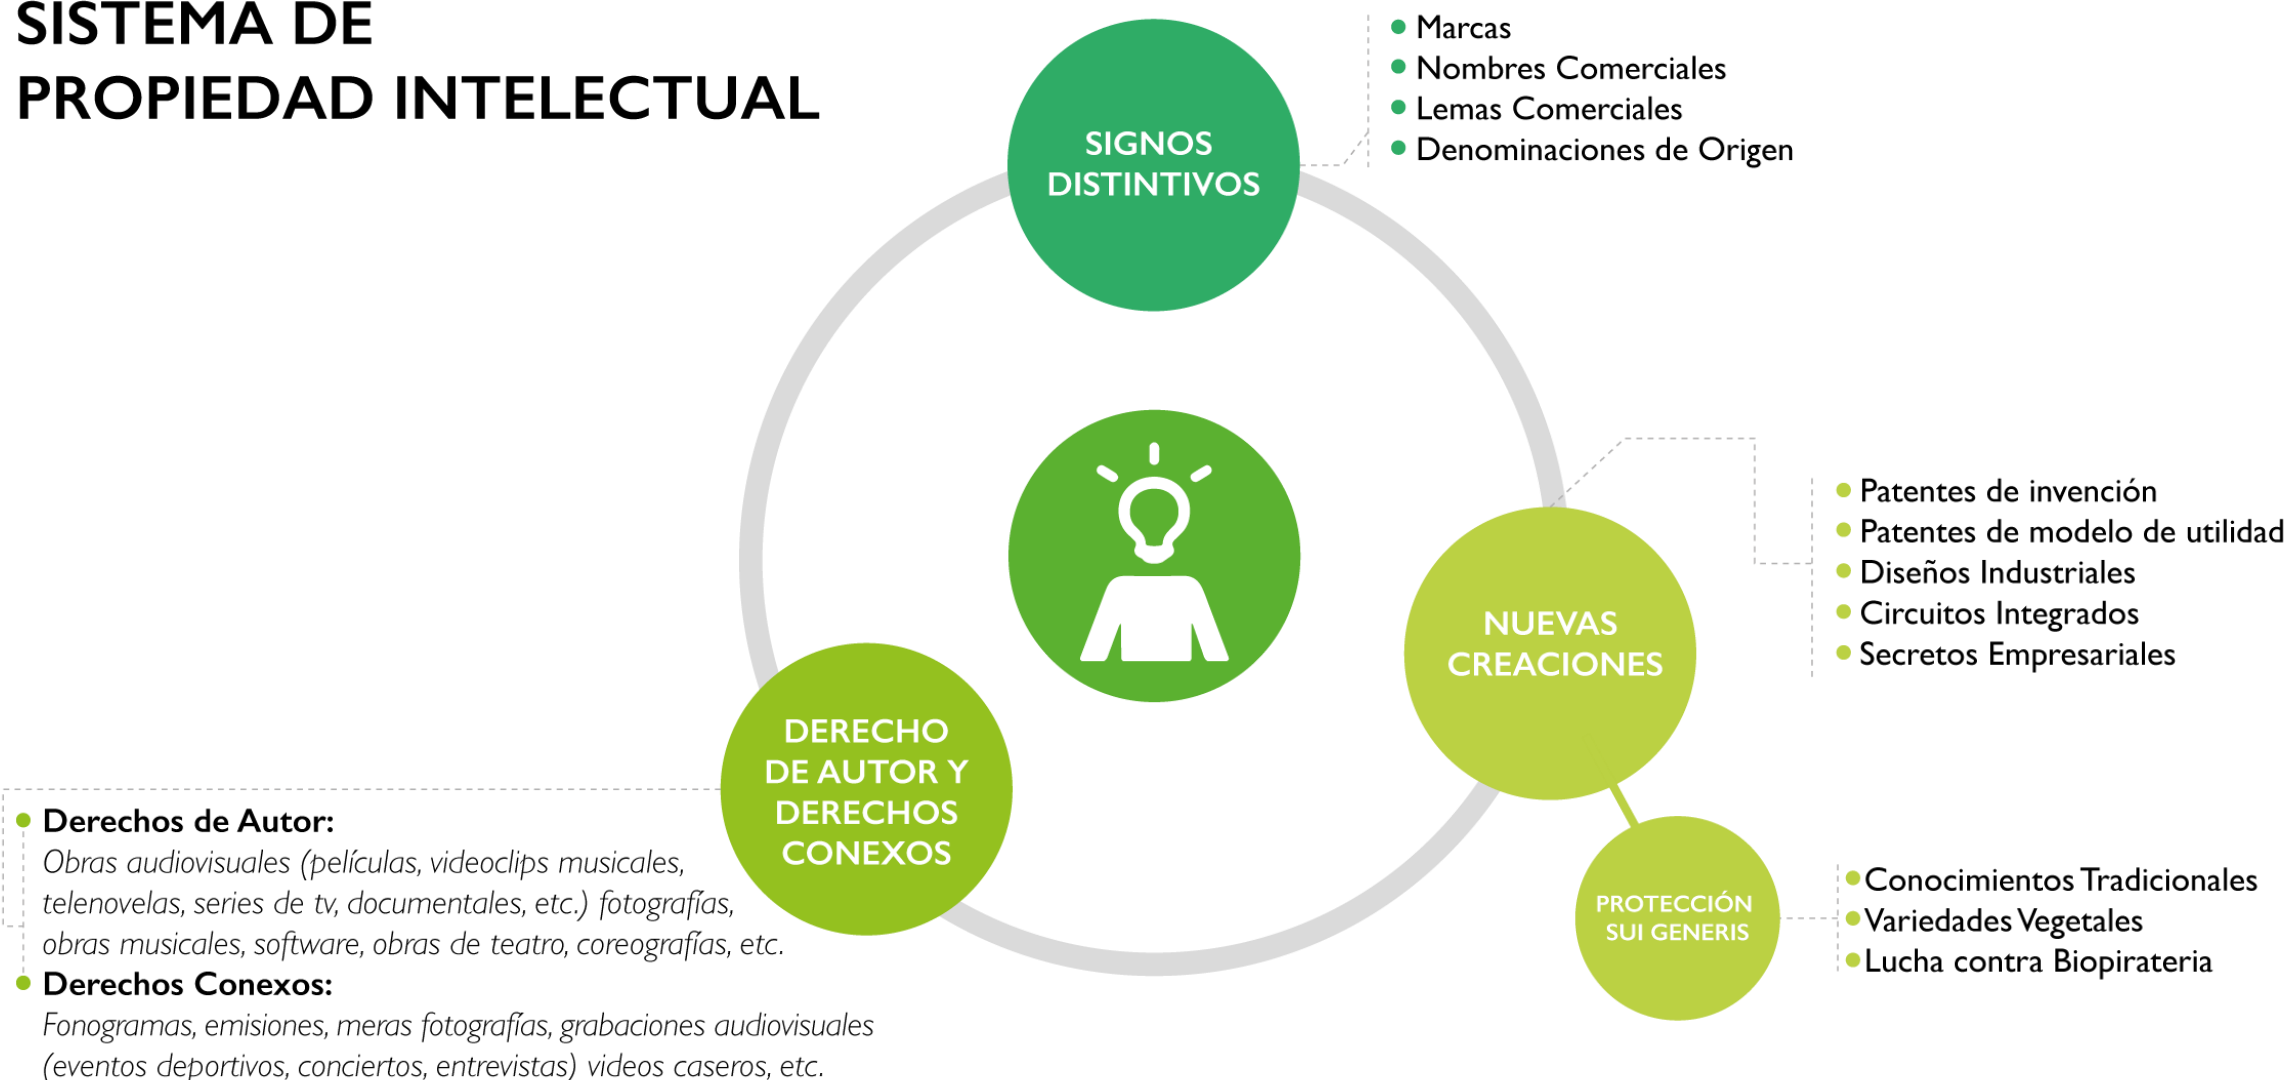 SISTEMA DE
PROPIEDAD INTELECTUAL
SIGNOS
DISTINTIVOS
Marcas
Nombres Comerciales
Lemas Comerciales
Denominaciones de Origen
NUEVAS
CREACIONES
Patentes de invención
Patentes de modelo de utilidad
Diseños Industriales
Circuitos Integrados
Secretos Empresariales
PROTECCIÓN
SUI GENERIS
Conocimientos Tradicionales
Variedades Vegetales
Lucha contra Biopirateria
DERECHO
DE AUTOR Y
DERECHOS
CONEXOS
Derechos de Autor:
Obras audiovisuales (películas, videoclips musicales,
telenovelas, series de tv, documentales, etc.) fotografías,
obras musicales, software, obras de teatro, coreografías, etc.
Derechos Conexos:
Fonogramas, emisiones, meras fotografías, grabaciones audiovisuales
(eventos deportivos, conciertos, entrevistas) videos caseros, etc.